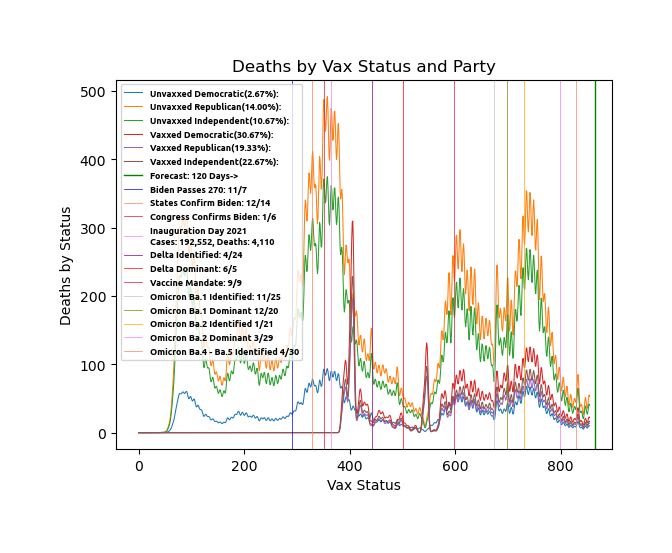 Deaths by Vax Status and Party
Deaths by Status
500
400
300
200
100
0
Unvaxxed Democratic(2.67%):
Unvaxxed Republican(14.00%):
Unvaxxed Independent(10.67%):
Vaxxed Democratic(30.67%):
Vaxxed Republican(19.33%):
Vaxxed Independent(22.67%):
Forecast: 120 Days->
Biden Passes 270: 11/7
States Confirm Biden: 12/14
Congress Confirms Biden: 1/6
Inauguration Day 2021
Cases: 192,552, Deaths: 4,110
Delta Identified: 4/24
Delta Dominant: 6/5
Vaccine Mandate: 9/9
Omicron Ba.1 Identified: 11/25
Omicron Ba.1 Dominant 12/20
Omicron Ba.2 Identified 1/21
Omicron Ba.2 Dominant 3/29
Omicron Ba.4 - Ba.5 Identified 4/30
0 200 400 600 800
Vax Status